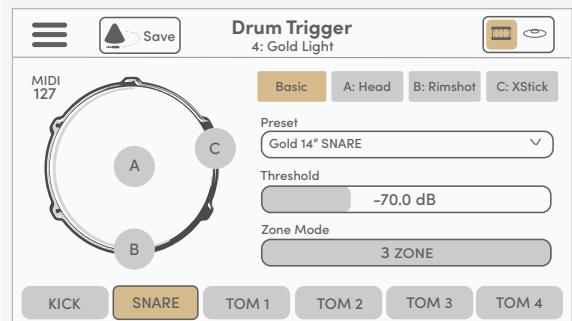 Save
Drum Trigger
4: Gold Light
MIDI
127
Basic
A: Head
B: Rimshot
C: XStick
Preset
Gold 14” SNARE
Threshold
-70.0 dB
Zone Mode
3 ZONE
A
C
B
KICK
SNARE
TOM 1
TOM 2
TOM 3
TOM 4